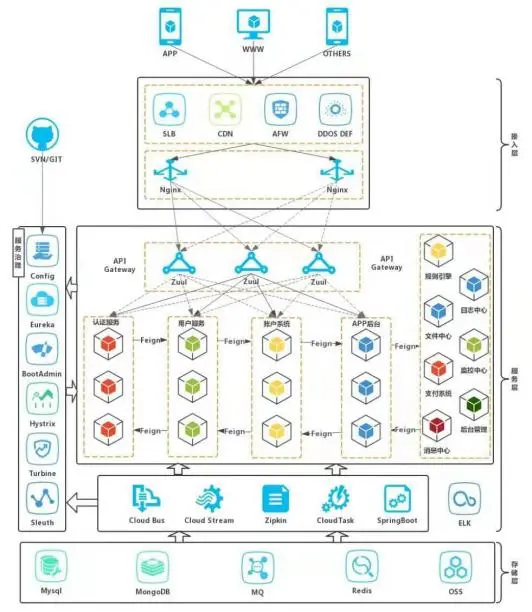 APP
WWW
OTHERS
SLB
CDN
AFW
DDOS DEF
接入层
Nginx
Nginx
SVN/GIT
服务治理
Config
Eureka
BootAdmin
Hystrix
Turbine
Sleuth
API Gateway
Zuul
Zuul
Zuul
API Gateway
认证服务
用户服务
账户系统
APP后台
Feign
Feign
Feign
Feign
Feign
Feign
Feign
Feign
规则引擎
日志中心
文件中心
监控中心
支付系统
后台管理
消息中心
服务层
Cloud Bus
Cloud Stream
Zipkin
CloudTask
SpringBoot
ELK
Mysql
MongoDB
MQ
Redis
OSS
存储层